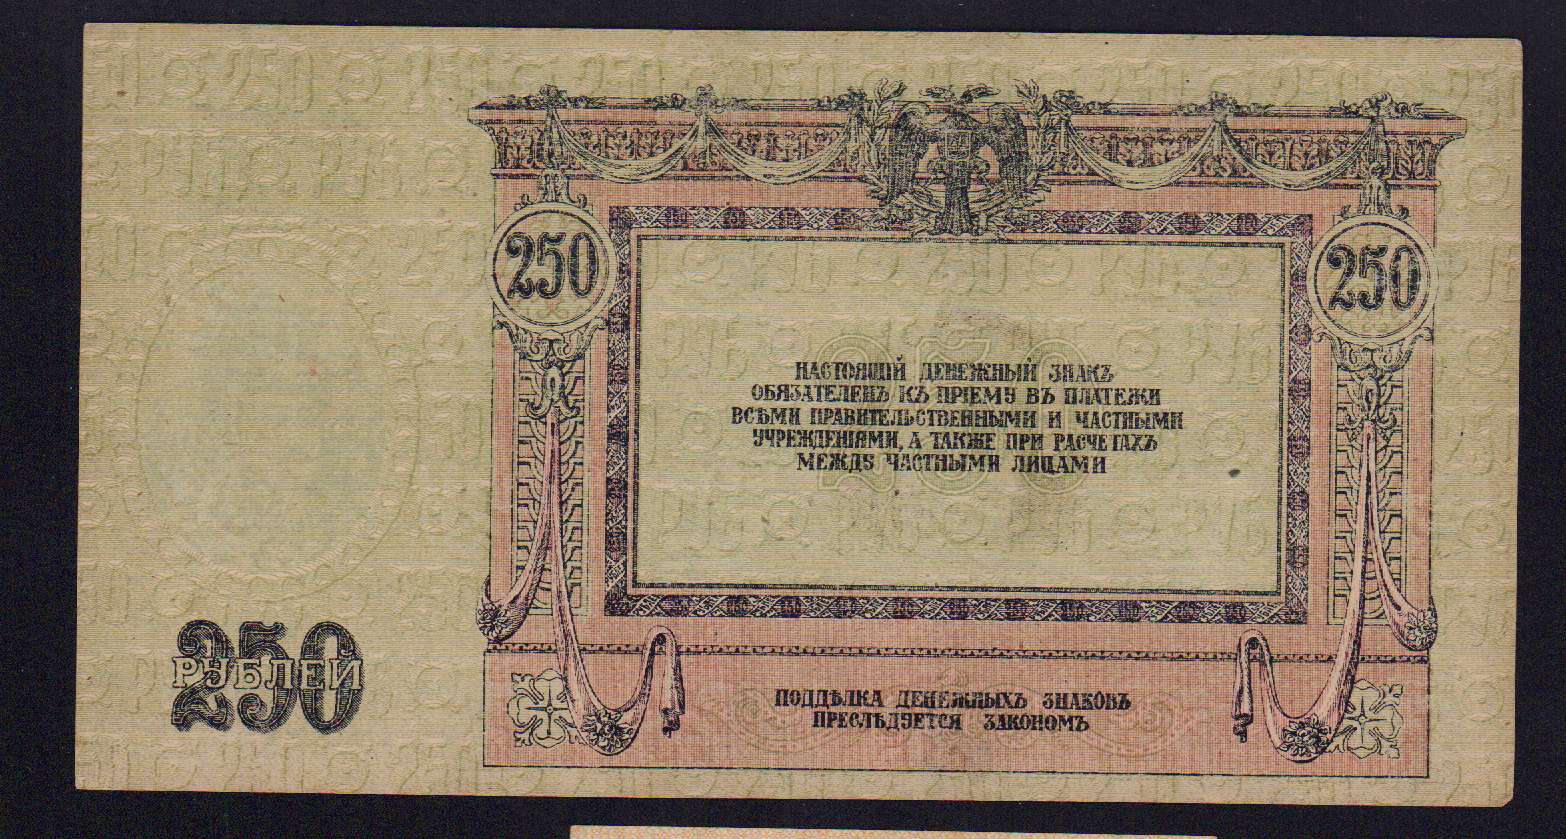 250
250
НАСТОЯЩІЙ ДЕНЕЖНЫЙ ЗНАКЪ
ОБЯЗАТЕЛЕНЪ КЪ ПРІЕМУ ВЪ ПЛАТЕЖИ
ВСѢМИ ПРАВИТЕЛЬСТВЕННЫМИ И ЧАСТНЫМИ
УЧРЕЖДЕНІЯМИ, А ТАКЖЕ ПРИ РАСЧЕТАХЪ
МЕЖДУ ЧАСТНЫМИ ЛИЦАМИ
250
250
РУБЛЕЙ
ПОДДѢЛКА ДЕНЕЖНЫХЪ ЗНАКОВЪ
ПРЕСЛѢДУЕТСЯ ЗАКОНОМЪ